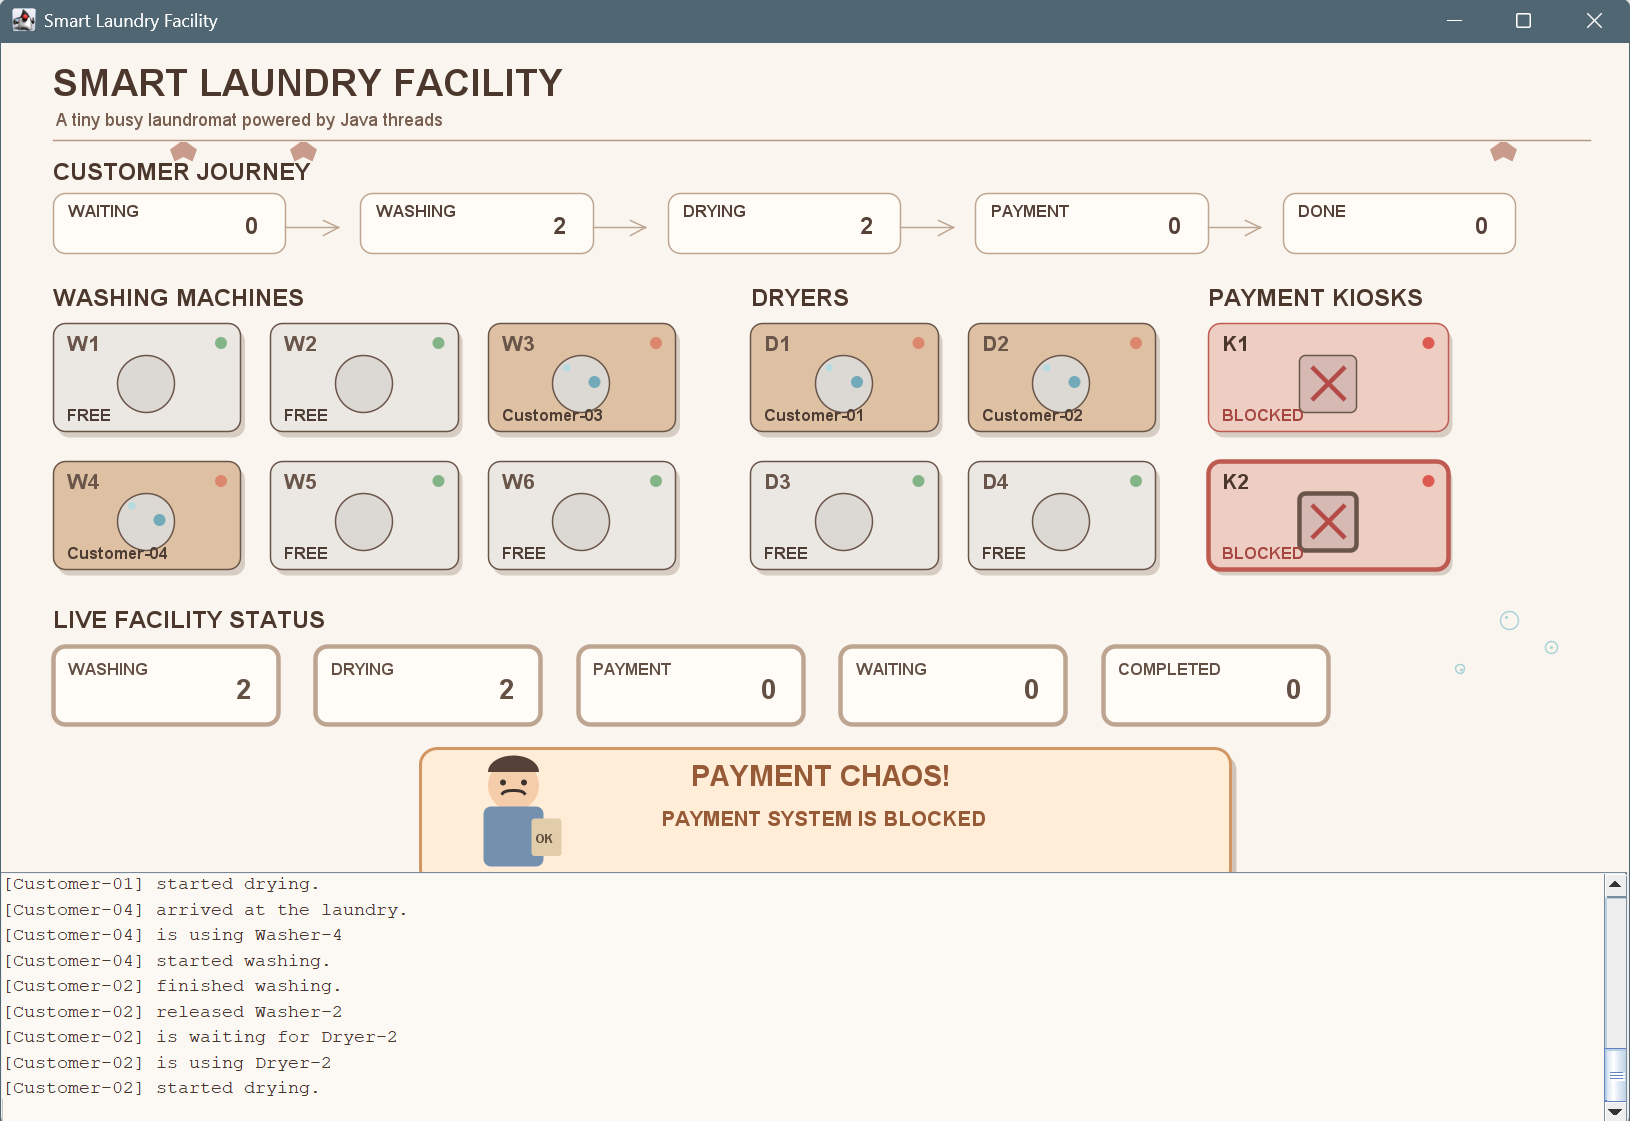 Smart Laundry Facility
SMART LAUNDRY FACILITY
A tiny busy laundromat powered by Java threads
CUSTOMER JOURNEY
WAITING 0
WASHING 2
DRYING 2
PAYMENT 0
DONE 0
WASHING MACHINES
DRYERS
PAYMENT KIOSKS
W1
FREE
W2
FREE
W3
Customer-03
D1
Customer-01
D2
Customer-02
K1
BLOCKED
W4
Customer-04
W5
FREE
W6
FREE
D3
FREE
D4
FREE
K2
BLOCKED
LIVE FACILITY STATUS
WASHING 2
DRYING 2
PAYMENT 0
WAITING 0
COMPLETED 0
PAYMENT CHAOS!
PAYMENT SYSTEM IS BLOCKED
OK
[Customer-01] started drying.
[Customer-04] arrived at the laundry.
[Customer-04] is using Washer-4
[Customer-04] started washing.
[Customer-02] finished washing.
[Customer-02] released Washer-2
[Customer-02] is waiting for Dryer-2
[Customer-02] is using Dryer-2
[Customer-02] started drying.